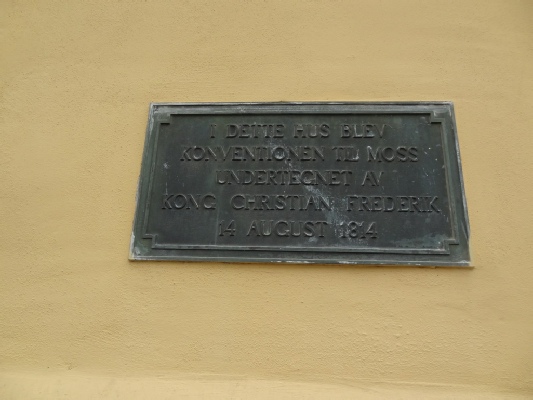 I DETTE HUS BLEV
KONVENTIONEN TIL MOSS
UNDERTEGNET AV
KONG CHRISTIAN FREDERIK
14 AUGUST 1814